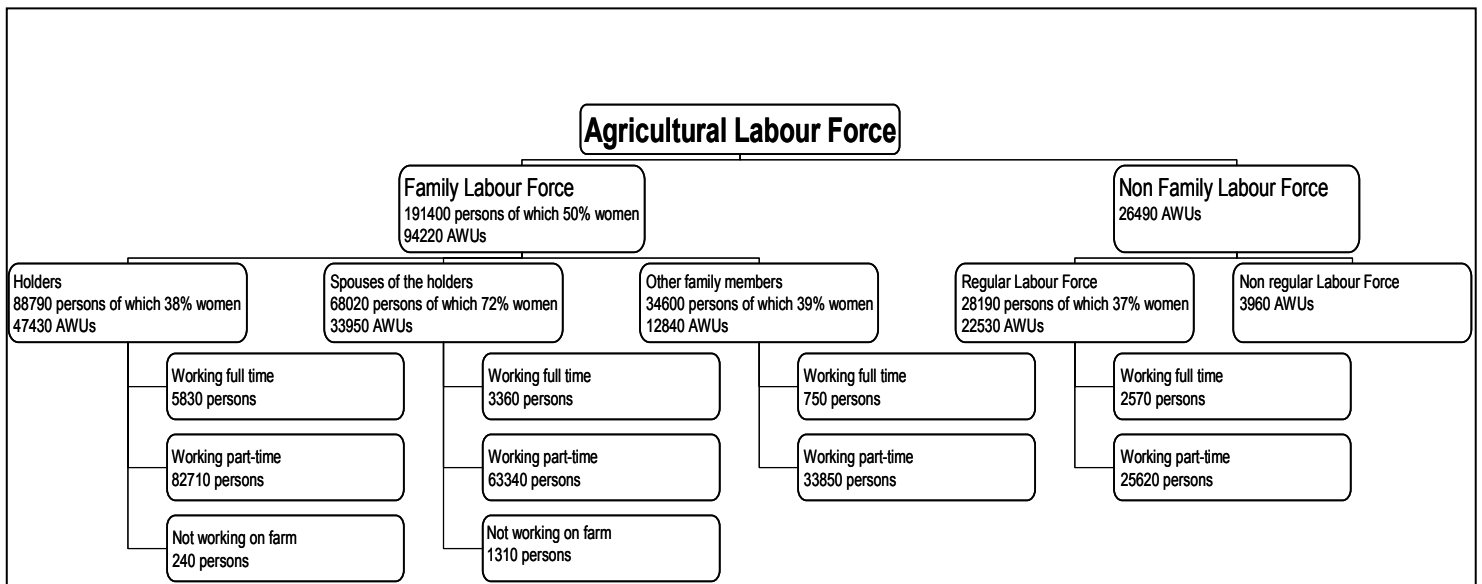 Agricultural Labour Force
Family Labour Force
191400 persons of which 50% women
94220 AWUs
Non Family Labour Force
26490 AWUs
Holders
88790 persons of which 38% women
47430 AWUs
Spouses of the holders
68020 persons of which 72% women
33950 AWUs
Other family members
34600 persons of which 39% women
12840 AWUs
Regular Labour Force
28190 persons of which 37% women
22530 AWUs
Non regular Labour Force
3960 AWUs
Working full time
5830 persons
Working full time
3360 persons
Working full time
750 persons
Working full time
2570 persons
Working part-time
82710 persons
Working part-time
63340 persons
Working part-time
33850 persons
Working part-time
25620 persons
Not working on farm
240 persons
Not working on farm
1310 persons